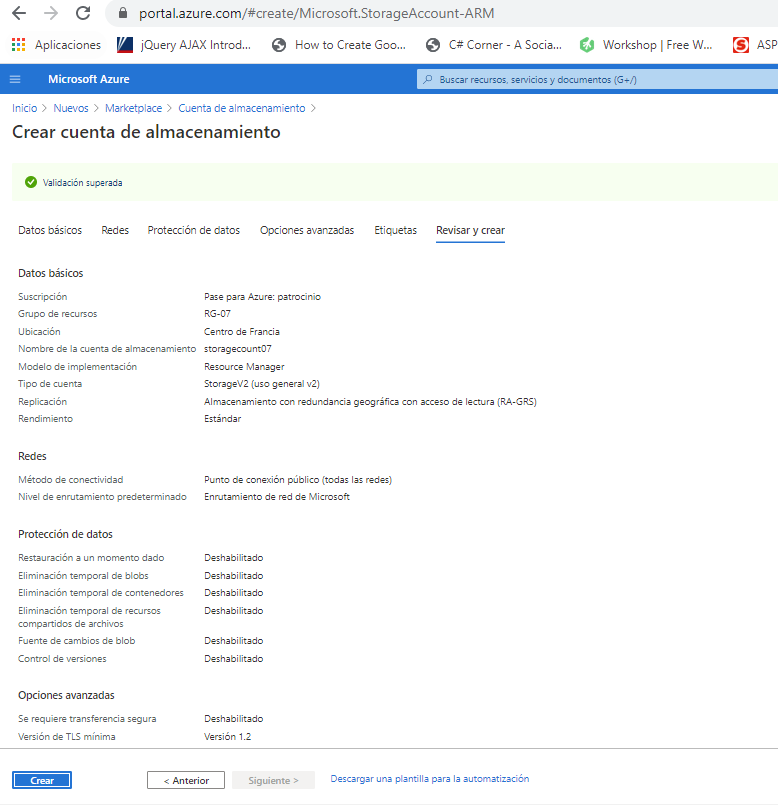 portal.azure.com/#create/Microsoft.StorageAccount-ARM
Aplicaciones jQuery AJAX Introd... How to Create Goo... C# Corner - A Socia... Workshop | Free W... S ASP
Microsoft Azure Buscar recursos, servicios y documentos (G+/)
Inicio > Nuevos > Marketplace > Cuenta de almacenamiento >
Crear cuenta de almacenamiento
Validación superada
Datos básicos Redes Protección de datos Opciones avanzadas Etiquetas Revisar y crear
Datos básicos
Suscripción Pase para Azure: patrocinio
Grupo de recursos RG-07
Ubicación Centro de Francia
Nombre de la cuenta de almacenamiento storagecount07
Modelo de implementación Resource Manager
Tipo de cuenta StorageV2 (uso general v2)
Replicación Almacenamiento con redundancia geográfica con acceso de lectura (RA-GRS)
Rendimiento Estándar
Redes
Método de conectividad Punto de conexión público (todas las redes)
Nivel de enrutamiento predeterminado Enrutamiento de red de Microsoft
Protección de datos
Restauración a un momento dado Deshabilitado
Eliminación temporal de blobs Deshabilitado
Eliminación temporal de contenedores Deshabilitado
Eliminación temporal de recursos Deshabilitado
compartidos de archivos
Fuente de cambios de blob Deshabilitado
Control de versiones Deshabilitado
Opciones avanzadas
Se requiere transferencia segura Deshabilitado
Versión de TLS mínima Versión 1.2
Crear < Anterior Siguiente > Descargar una plantilla para la automatización